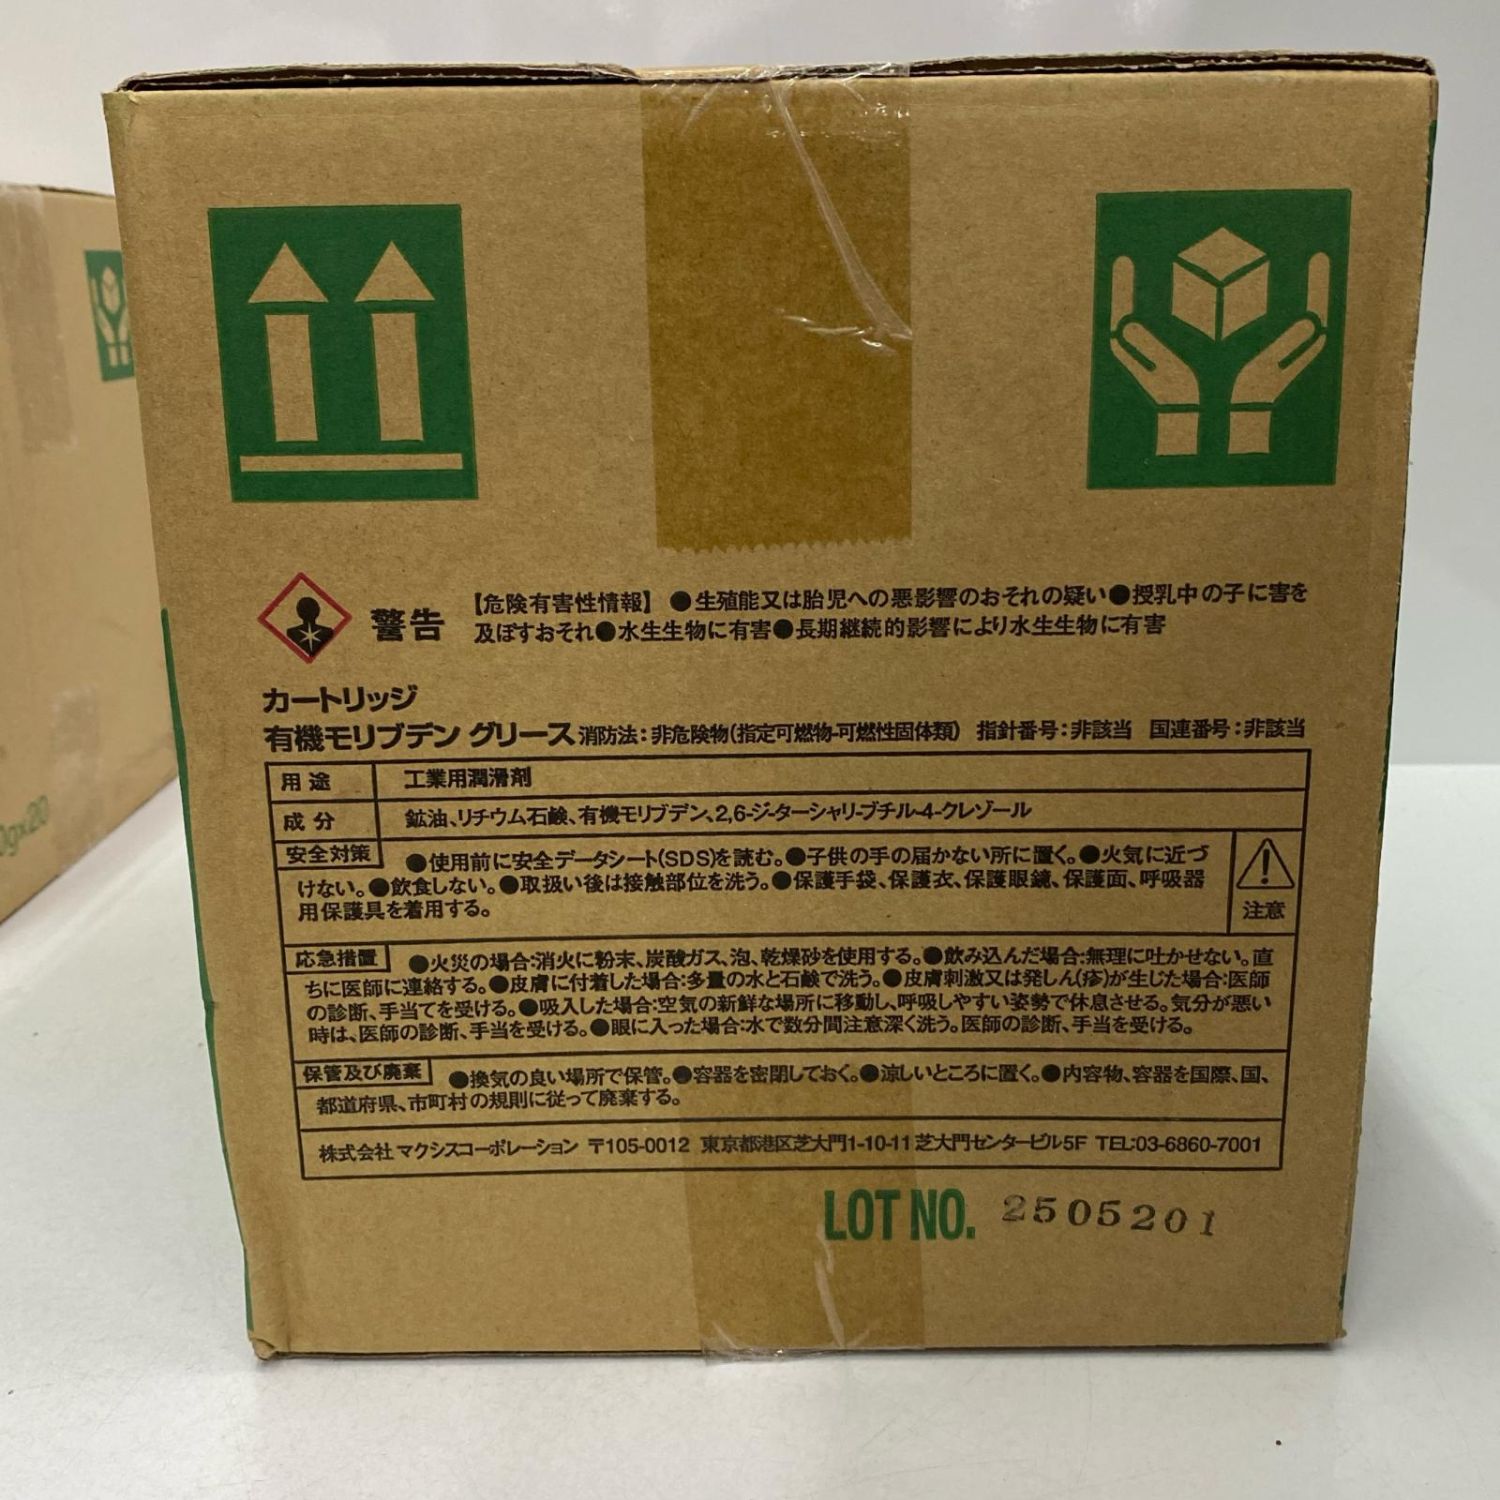 警告
【危険有害性情報】 ●生殖能又は胎児への悪影響のおそれの疑い●授乳中の子に害を
及ぼすおそれ●水生生物に有害●長期継続的影響により水生生物に有害
カートリッジ
有機モリブデン グリース 消防法：非危険物(指定可燃物-可燃性固体類) 指針番号：非該当 国連番号：非該当
用途 工業用潤滑剤
成分 鉱油、リチウム石鹸、有機モリブデン、2,6-ジ-ターシャリ-ブチル-4-クレゾール
安全対策 ●使用前に安全データシート(SDS)を読む。●子供の手の届かない所に置く。●火気に近づ
けない。●飲食しない。●取扱い後は接触部位を洗う。●保護手袋、保護衣、保護眼鏡、保護面、呼吸器
用保護具を着用する。
注意
応急措置 ●火災の場合:消火に粉末、炭酸ガス、泡、乾燥砂を使用する。●飲み込んだ場合:無理に吐かせない。直
ちに医師に連絡する。●皮膚に付着した場合:多量の水と石鹸で洗う。●皮膚刺激又は発しん(疹)が生じた場合:医師
の診断、手当てを受ける。●吸入した場合:空気の新鮮な場所に移動し、呼吸しやすい姿勢で休息させる。気分が悪い
時は、医師の診断、手当を受ける。●眼に入った場合:水で数分間注意深く洗う。医師の診断、手当を受ける。
保管及び廃棄 ●換気の良い場所で保管。●容器を密閉しておく。●涼しいところに置く。●内容物、容器を国際、国、
都道府県、市町村の規則に従って廃棄する。
株式会社マクシスコーポレーション 〒105-0012 東京都港区芝大門1-10-11 芝大門センタービル5F TEL:03-6860-7001
LOT NO. 2505201
0g×20